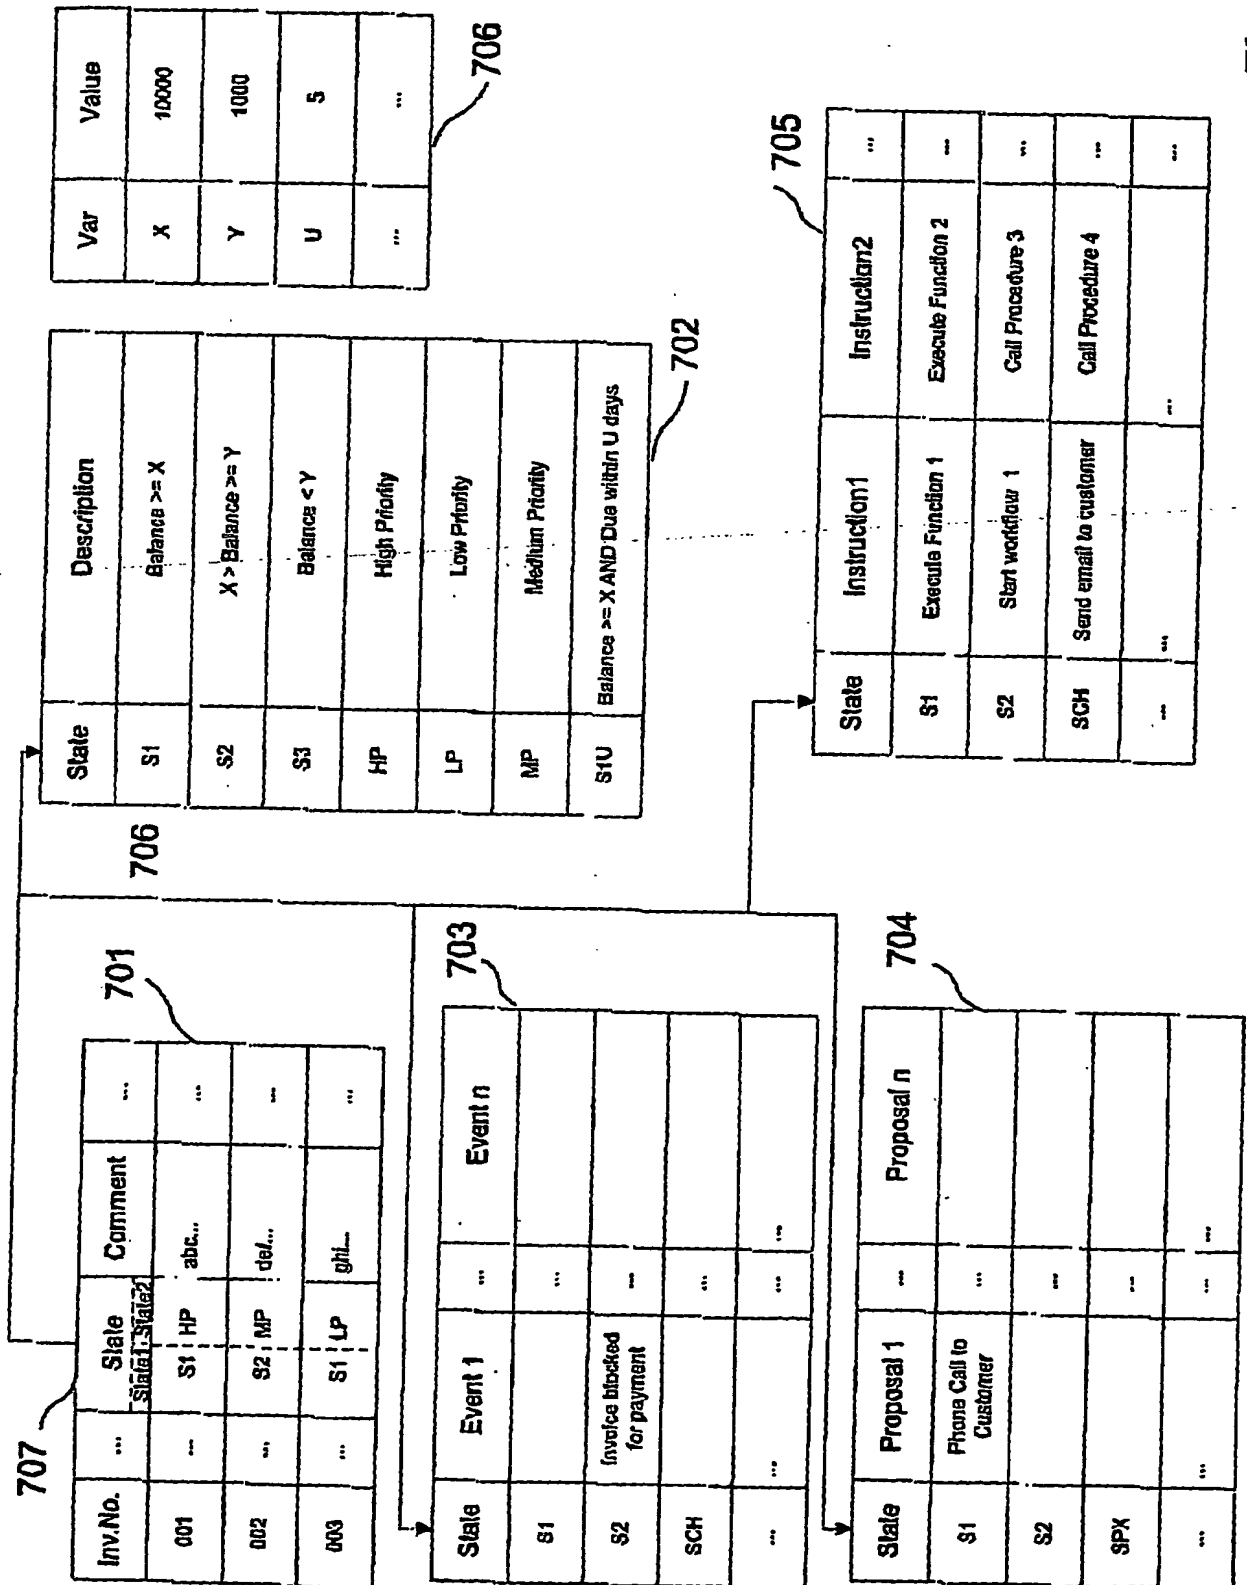 707
701
Inv.No. ... State Comment ...
State1 State2
001 ... S1 HP abc... ...
002 ... S2 MP de/... ...
003 ... S1 LP ghi... ...
706
State Description
S1 Balance >= X
S2 X > Balance >= Y
S3 Balance < Y
HP High Priority
LP Low Priority
MP Medium Priority
S1U Balance >= X AND Due within U days
702
Var Value
X 10000
Y 1000
U 5
... ...
706
703
State Event 1 ... Event n
S1 ...
S2 Invoice blocked ...
for payment
SCH ...
... ... ... ...
704
State Proposal 1 ... Proposal n
S1 Phone Call to ...
Customer
S2 ...
SPX ...
... ... ... ...
705
State Instruction1 Instruction2 ...
S1 Execute Function 1 Execute Function 2 ...
S2 Start workflow 1 Call Procedure 3 ...
SCH Send email to customer Call Procedure 4 ...
... ... ... ...